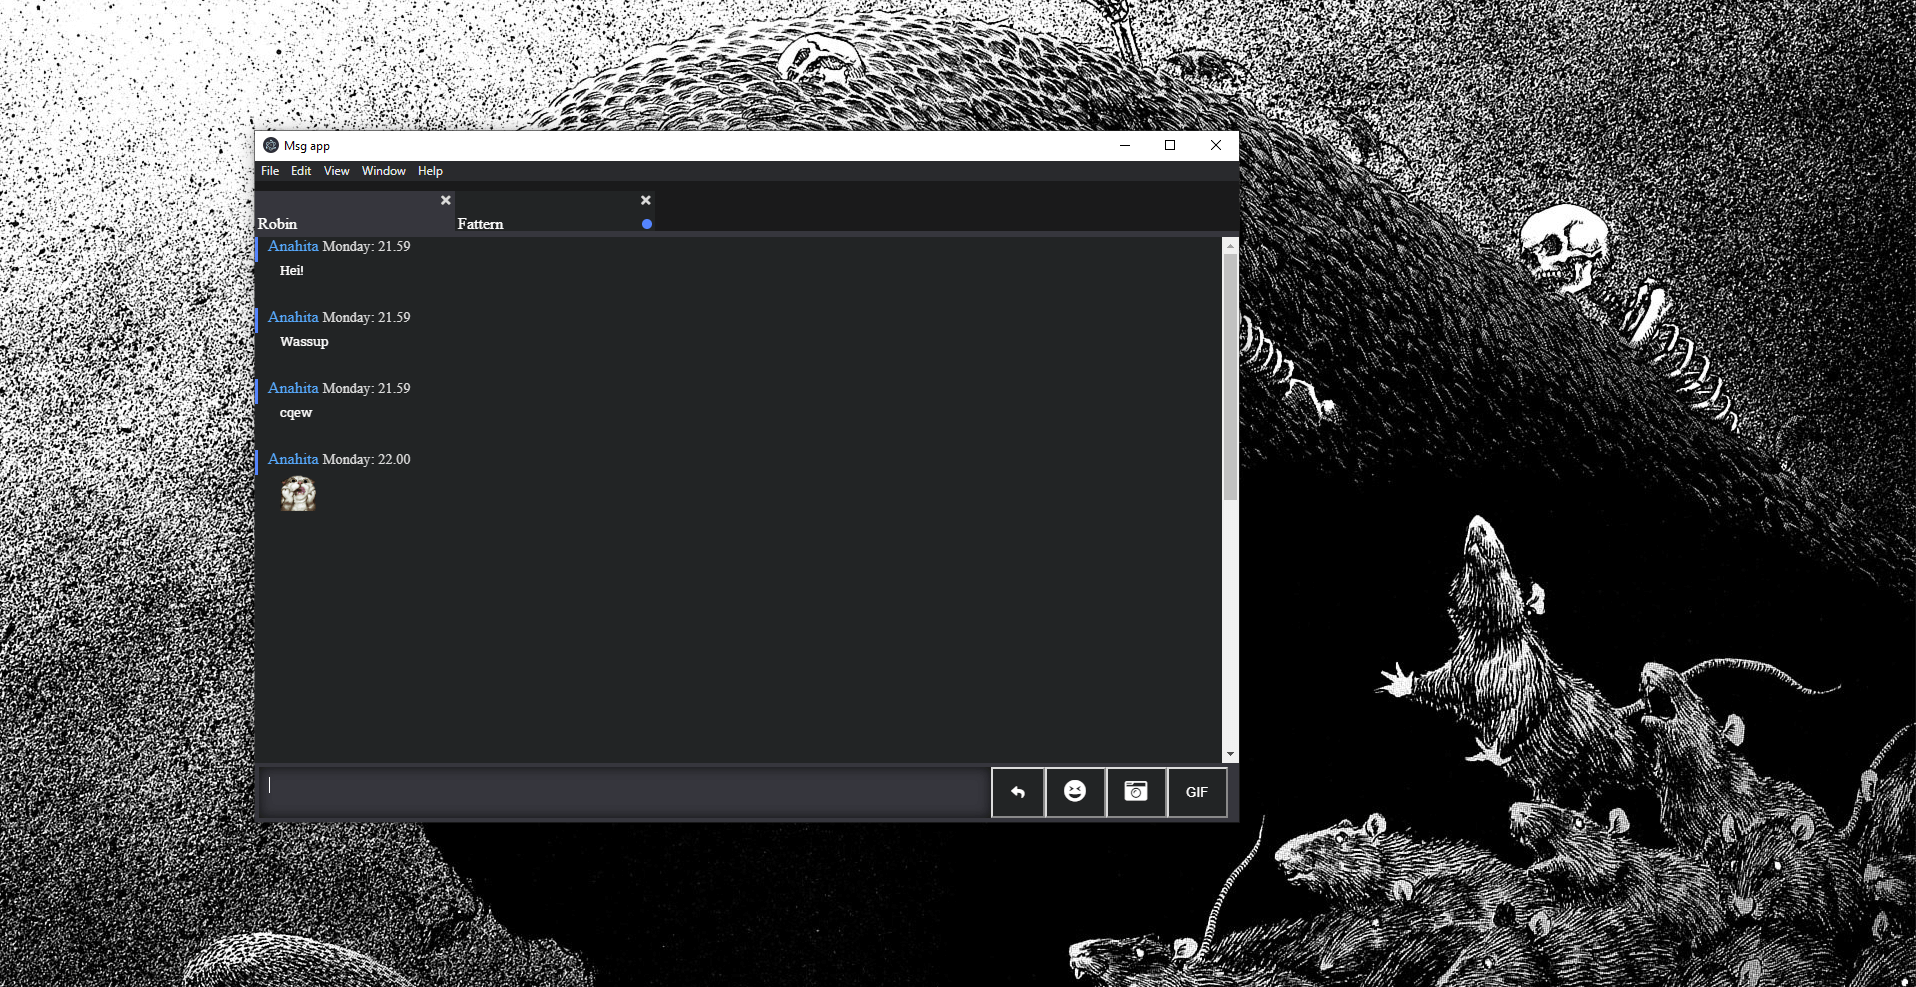 Msg app
File Edit View Window Help
Robin Fattern
Anahita Monday: 21.59
Hei!
Anahita Monday: 21.59
Wassup
Anahita Monday: 21.59
cqew
Anahita Monday: 22.00
GIF